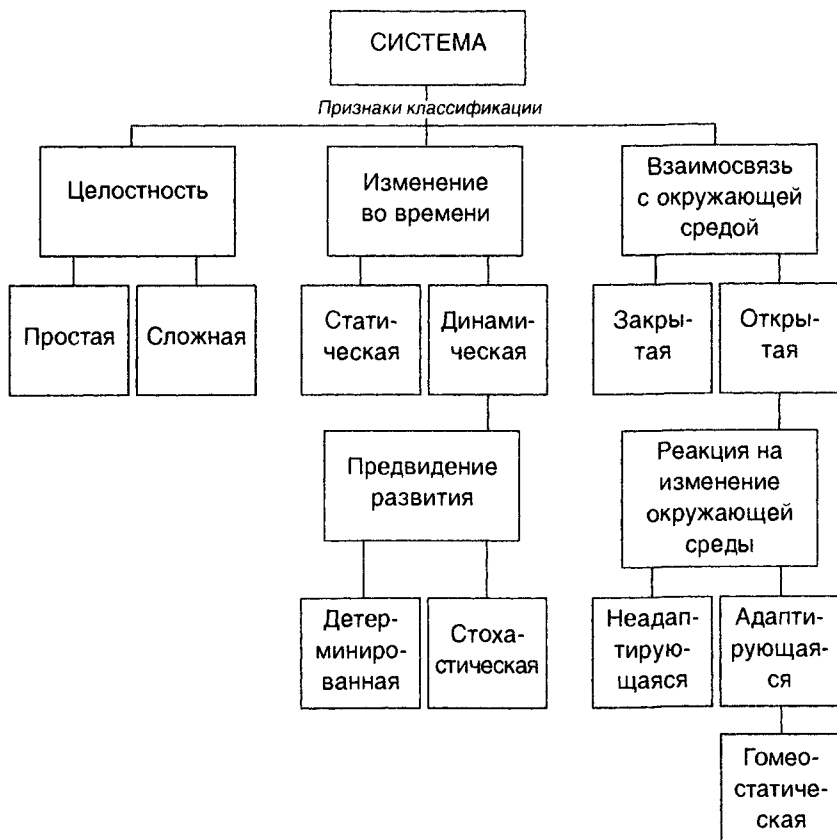 СИСТЕМА
Признаки классификации
Целостность
Изменение
во времени
Взаимосвязь
с окружающей
средой
Простая
Сложная
Стати-
ческая
Динами-
ческая
Закры-
тая
Откры-
тая
Предвидение
развития
Реакция на
изменение
окружающей
среды
Детер-
миниро-
ванная
Стоха-
стическая
Неадап-
тирую-
щаяся
Адапти-
рующая-
ся
Гомео-
статиче-
ская